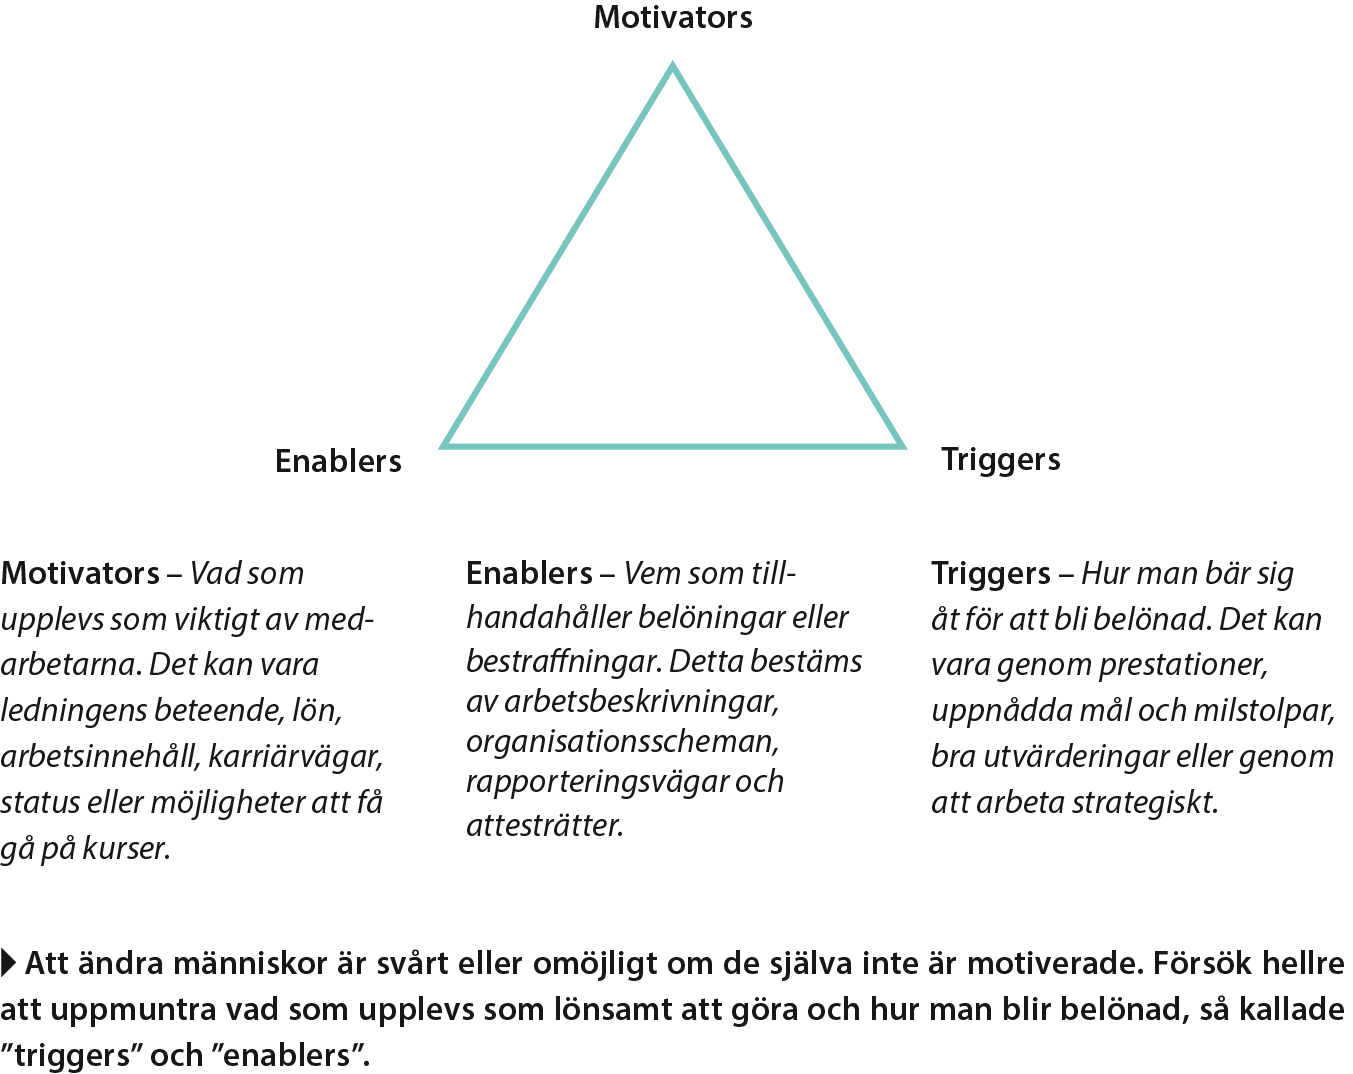 Motivators
Enablers
Triggers
Motivators – Vad som
upplevs som viktigt av med-
arbetarna. Det kan vara
ledningens beteende, lön,
arbetsinnehåll, karriärvägar,
status eller möjligheter att få
gå på kurser.
Enablers – Vem som till-
handahåller belöningar eller
bestraffningar. Detta bestäms
av arbetsbeskrivningar,
organisationsscheman,
rapporteringsvägar och
attesträtter.
Triggers – Hur man bär sig
åt för att bli belönad. Det kan
vara genom prestationer,
uppnådda mål och milstolpar,
bra utvärderingar eller genom
att arbeta strategiskt.
Att ändra människor är svårt eller omöjligt om de själva inte är motiverade. Försök hellre
att uppmuntra vad som upplevs som lönsamt att göra och hur man blir belönad, så kallade
”triggers” och ”enablers”.